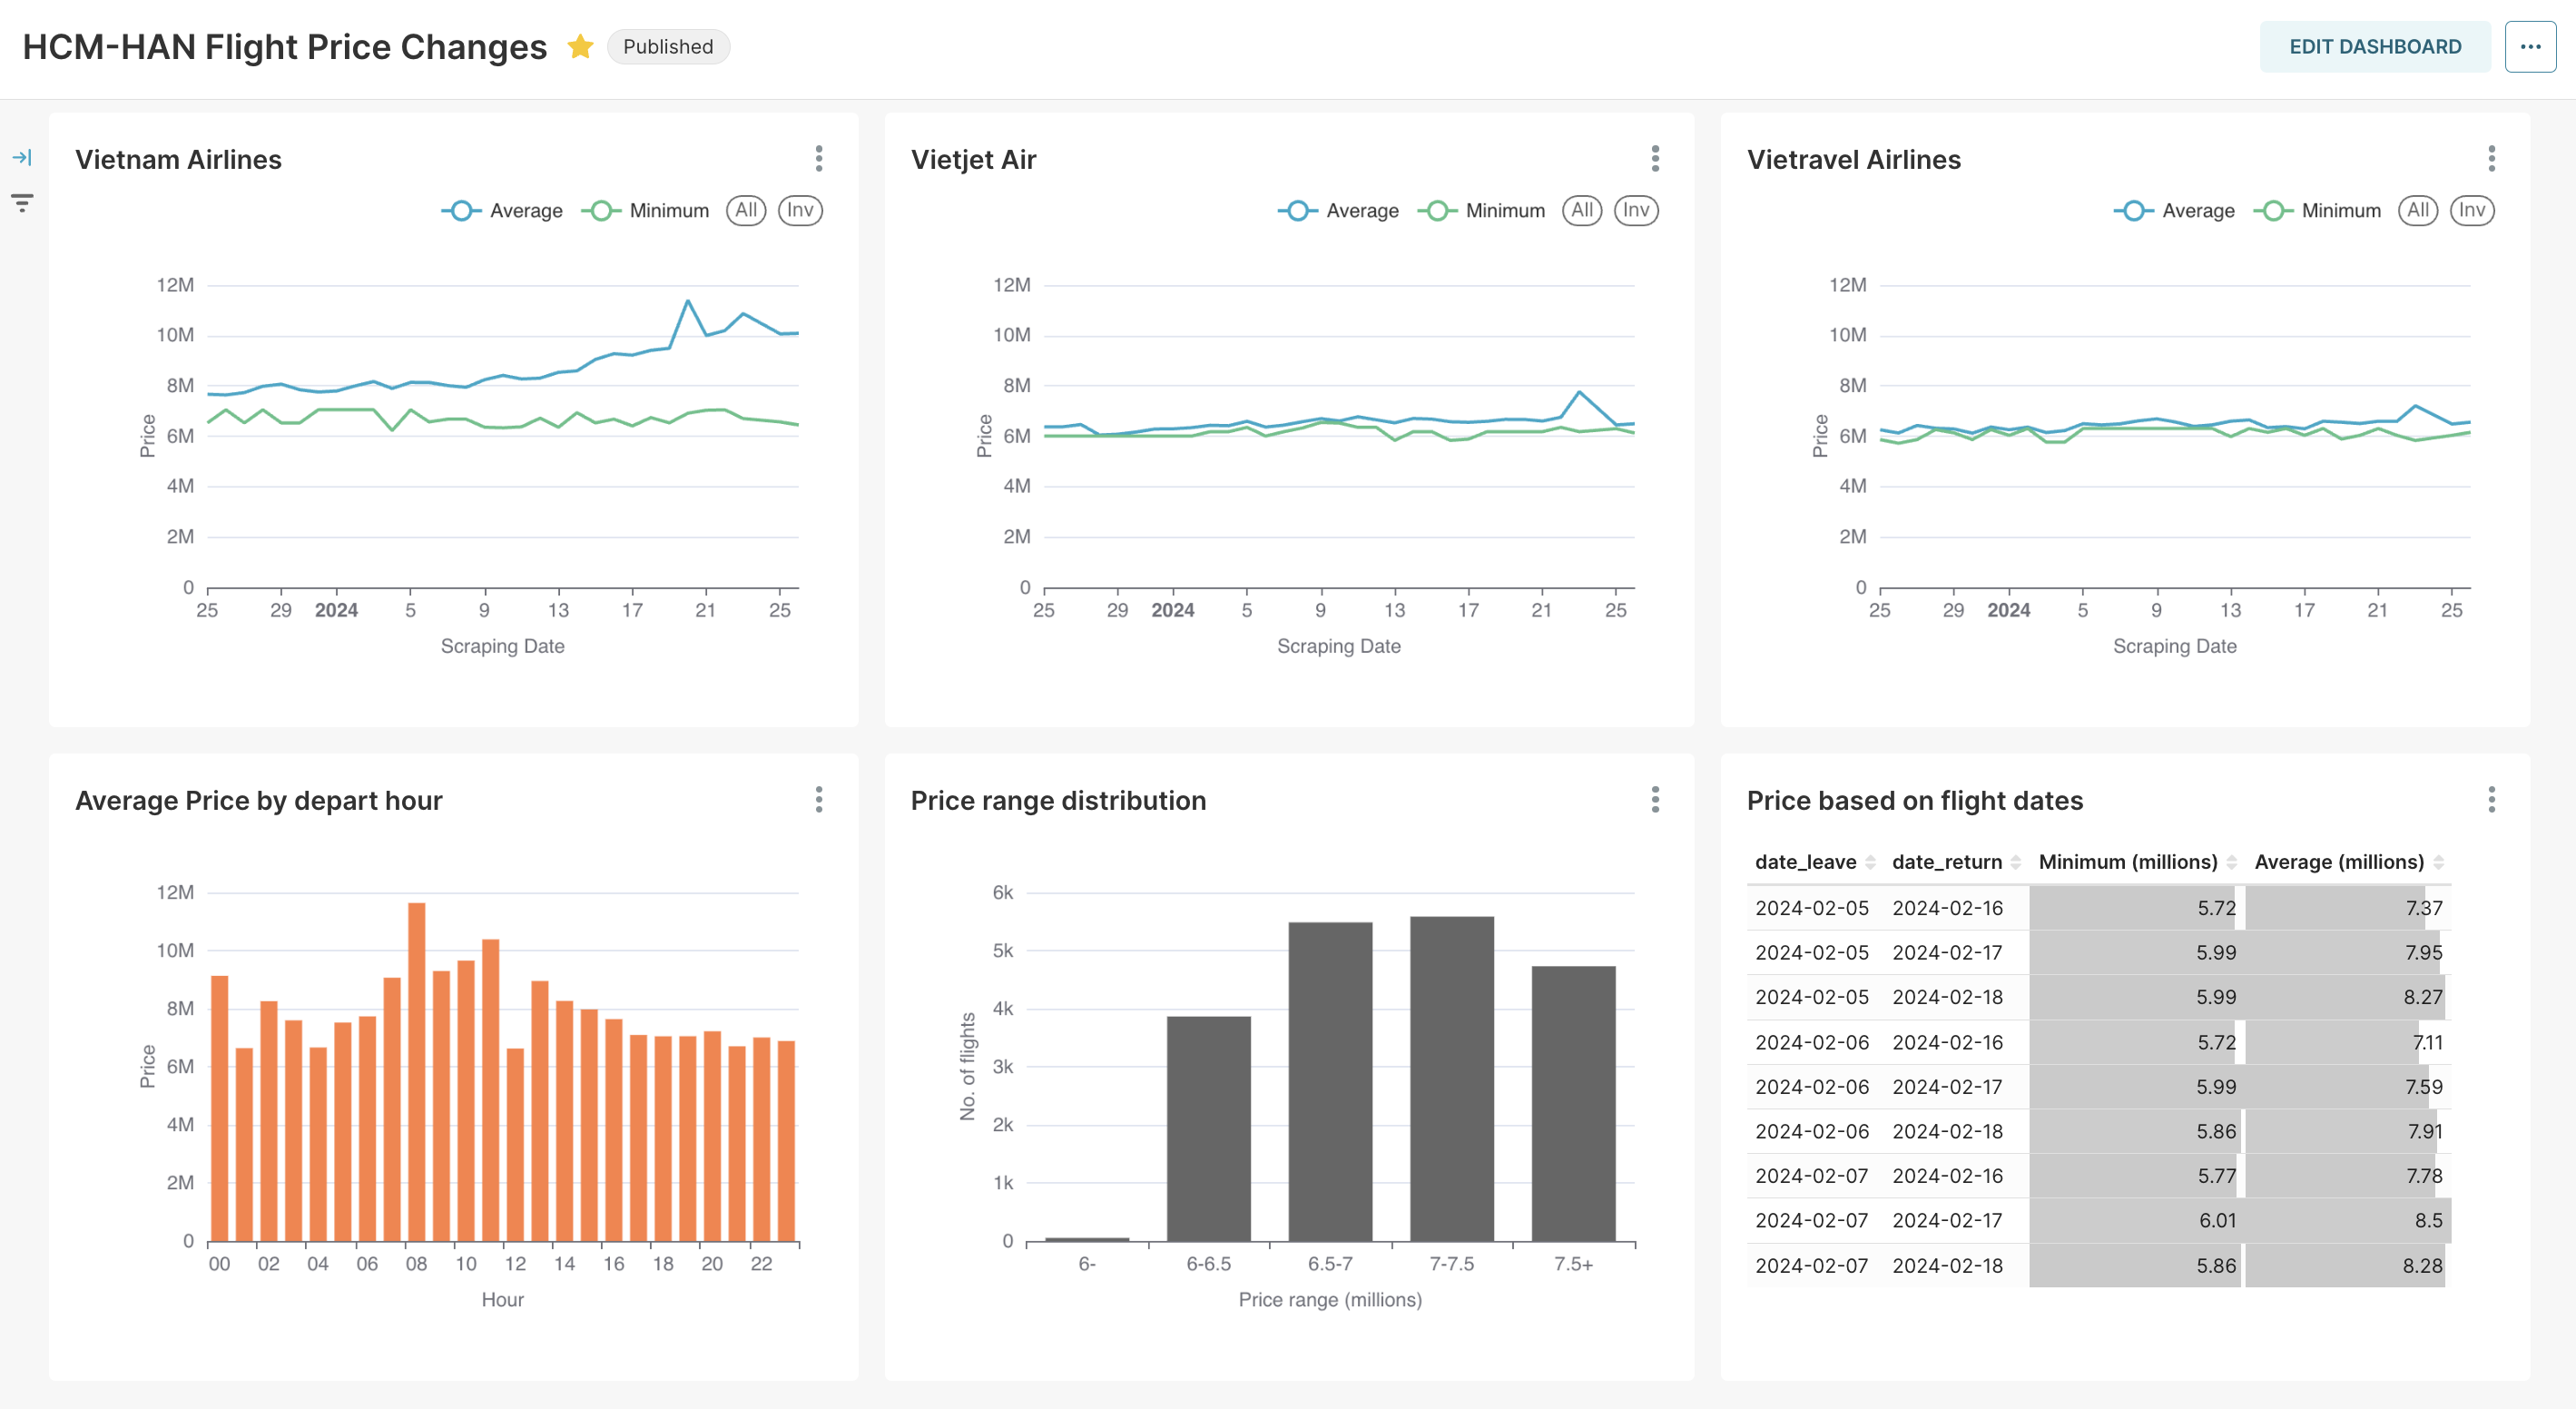 HCM-HAN Flight Price Changes
Published
EDIT DASHBOARD
Vietnam Airlines
Average
Minimum
All
Inv
12M
10M
8M
6M
4M
2M
0
Price
25 29 2024 5 9 13 17 21 25
Scraping Date
Vietjet Air
Average
Minimum
All
Inv
12M
10M
8M
6M
4M
2M
0
Price
25 29 2024 5 9 13 17 21 25
Scraping Date
Vietravel Airlines
Average
Minimum
All
Inv
12M
10M
8M
6M
4M
2M
0
Price
25 29 2024 5 9 13 17 21 25
Scraping Date
Average Price by depart hour
12M
10M
8M
6M
4M
2M
0
Price
00 02 04 06 08 10 12 14 16 18 20 22
Hour
Price range distribution
6k
5k
4k
3k
2k
1k
0
No. of flights
6- 6-6.5 6.5-7 7-7.5 7.5+
Price range (millions)
Price based on flight dates
date_leave date_return Minimum (millions) Average (millions)
2024-02-05 2024-02-16 5.72 7.37
2024-02-05 2024-02-17 5.99 7.95
2024-02-05 2024-02-18 5.99 8.27
2024-02-06 2024-02-16 5.72 7.11
2024-02-06 2024-02-17 5.99 7.59
2024-02-06 2024-02-18 5.86 7.91
2024-02-07 2024-02-16 5.77 7.78
2024-02-07 2024-02-17 6.01 8.5
2024-02-07 2024-02-18 5.86 8.28